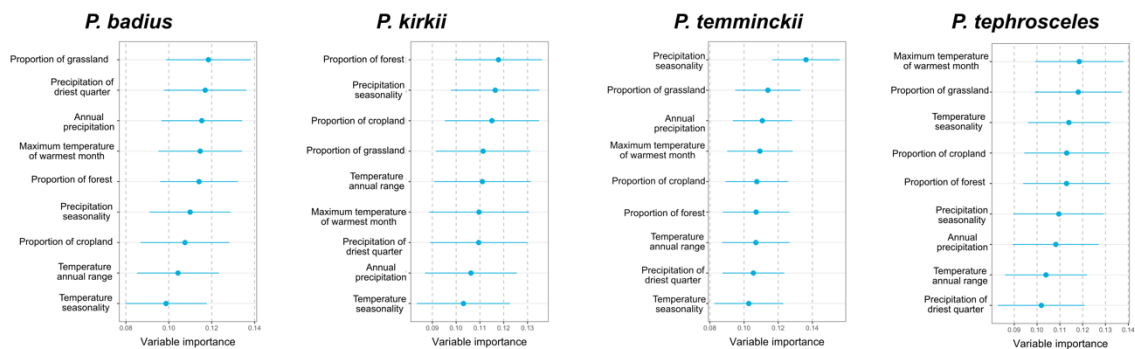 P. badius
Proportion of grassland
Precipitation of
driest quarter
Annual
precipitation
Maximum temperature
of warmest month
Proportion of forest
Precipitation
seasonality
Proportion of cropland
Temperature
annual range
Temperature
seasonality
0.08 0.10 0.12 0.14
Variable importance
P. kirkii
Proportion of forest
Precipitation
seasonality
Proportion of cropland
Proportion of grassland
Temperature
annual range
Maximum temperature
of warmest month
Precipitation of
driest quarter
Annual
precipitation
Temperature
seasonality
0.09 0.10 0.11 0.12 0.13
Variable importance
P. temminckii
Precipitation
seasonality
Proportion of grassland
Annual
precipitation
Maximum temperature
of warmest month
Proportion of cropland
Proportion of forest
Temperature
annual range
Precipitation of
driest quarter
Temperature
seasonality
0.08 0.10 0.12 0.14
Variable importance
P. tephrosceles
Maximum temperature
of warmest month
Proportion of grassland
Temperature
seasonality
Proportion of cropland
Proportion of forest
Precipitation
seasonality
Annual
precipitation
Temperature
annual range
Precipitation of
driest quarter
0.09 0.10 0.11 0.12 0.13 0.14
Variable importance